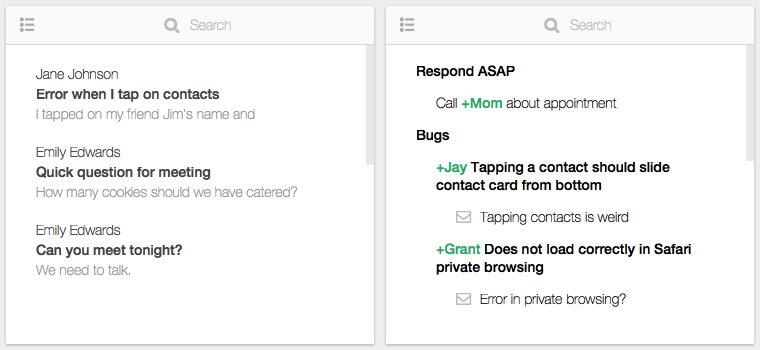 Search
Jane Johnson
Error when I tap on contacts
I tapped on my friend Jim's name and
Emily Edwards
Quick question for meeting
How many cookies should we have catered?
Emily Edwards
Can you meet tonight?
We need to talk.
Search
Respond ASAP
Call +Mom about appointment
Bugs
+Jay Tapping a contact should slide
contact card from bottom
Tapping contacts is weird
+Grant Does not load correctly in Safari
private browsing
Error in private browsing?